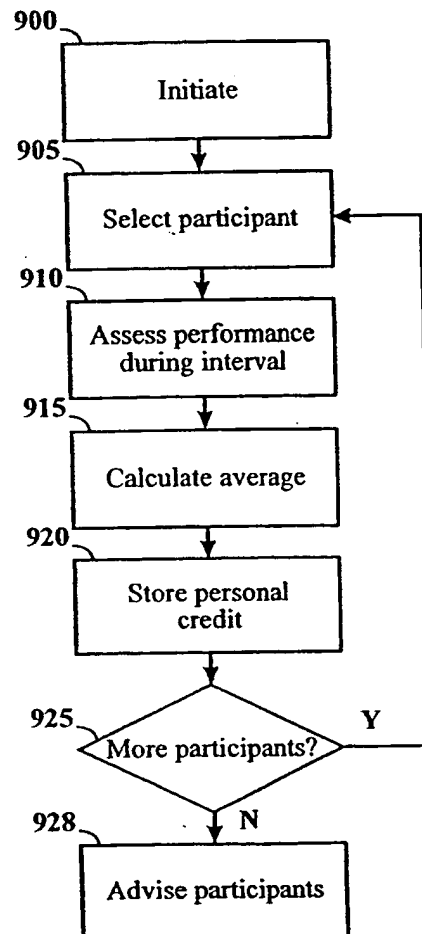 900
Initiate
905
Select participant
910
Assess performance
during interval
915
Calculate average
920
Store personal
credit
925
More participants?
Y
N
928
Advise participants